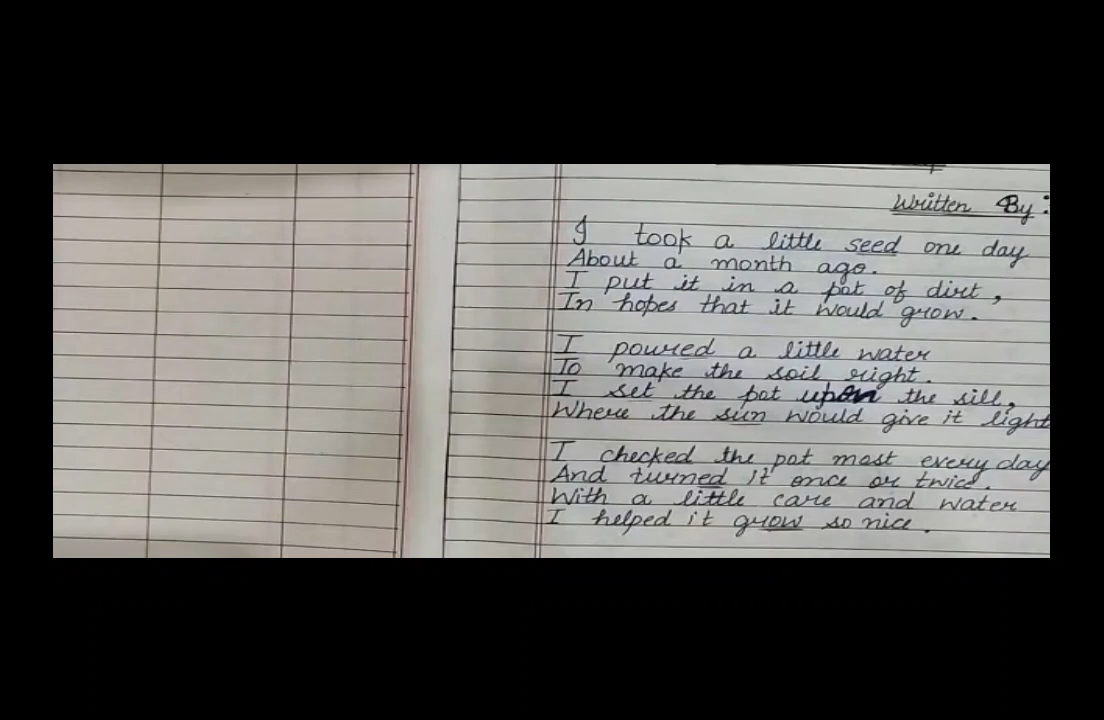 Written By:
I took a little seed one day
About a month ago.
I put it in a pot of dirt,
In hopes that it would grow.
I poured a little water
To make the soil right.
I set the pot upon the sill,
Where the sun would give it light
I checked the pot most every day
And turned it once or twice.
With a little care and water
I helped it grow so nice.